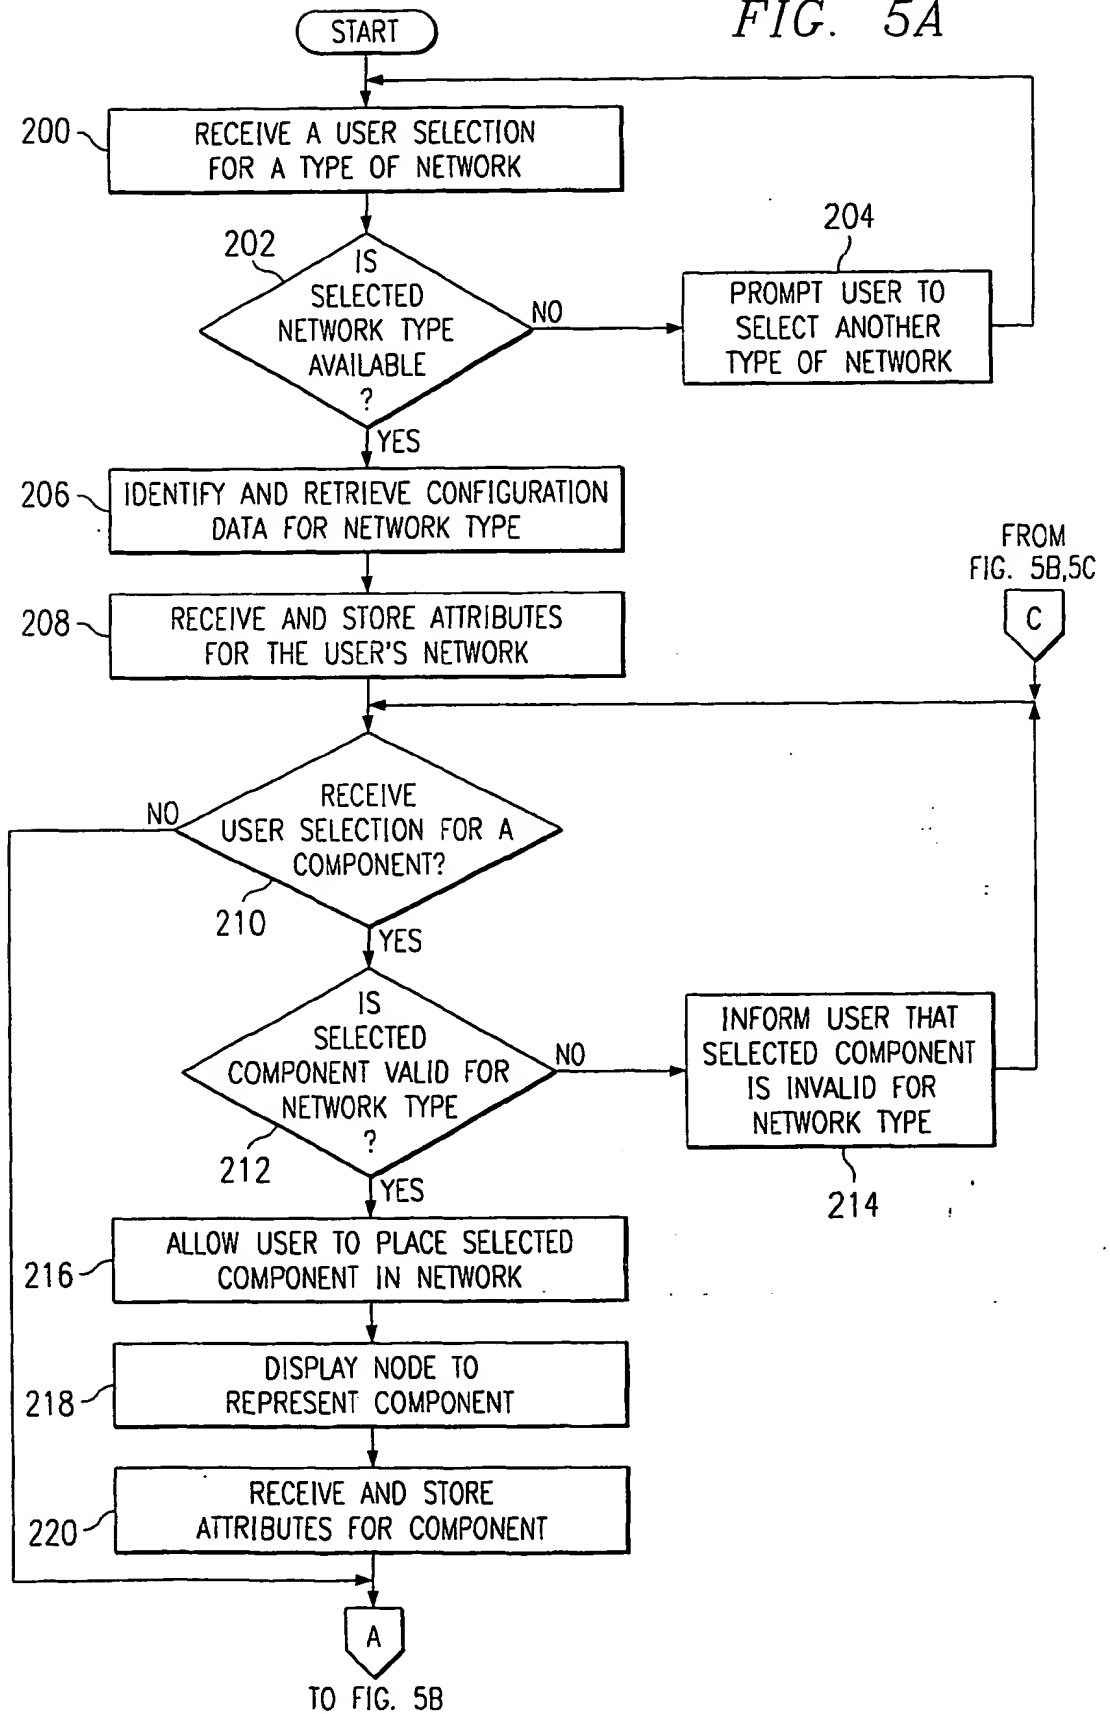 FIG. 5A
START
200
RECEIVE A USER SELECTION
FOR A TYPE OF NETWORK
202
IS
SELECTED
NETWORK TYPE
AVAILABLE
?
NO
204
PROMPT USER TO
SELECT ANOTHER
TYPE OF NETWORK
YES
206
IDENTIFY AND RETRIEVE CONFIGURATION
DATA FOR NETWORK TYPE
208
RECEIVE AND STORE ATTRIBUTES
FOR THE USER'S NETWORK
FROM
FIG. 5B,5C
C
NO
RECEIVE
USER SELECTION FOR A
COMPONENT?
210
YES
IS
SELECTED
COMPONENT VALID FOR
NETWORK TYPE
?
212
NO
INFORM USER THAT
SELECTED COMPONENT
IS INVALID FOR
NETWORK TYPE
214
YES
216
ALLOW USER TO PLACE SELECTED
COMPONENT IN NETWORK
218
DISPLAY NODE TO
REPRESENT COMPONENT
220
RECEIVE AND STORE
ATTRIBUTES FOR COMPONENT
A
TO FIG. 5B